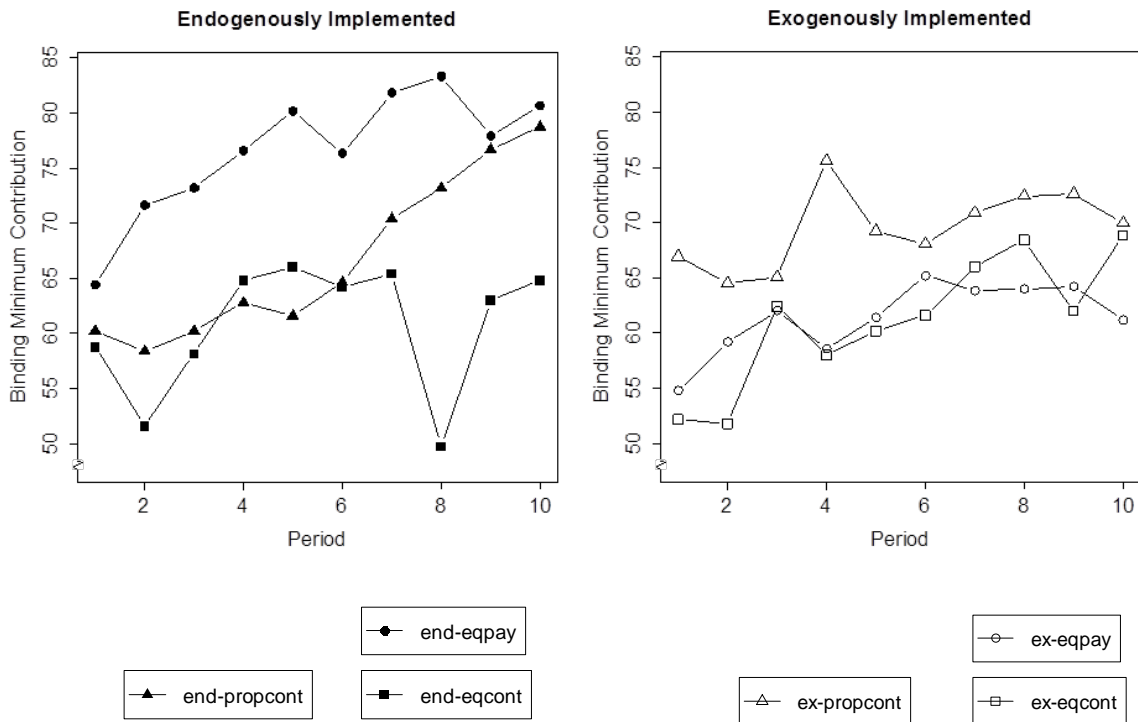 Endogenously Implemented
Binding Minimum Contribution
85
80
75
70
65
60
55
50
2
4
6
8
10
Period
end-eqpay
end-propcont
end-eqcont
Exogenously Implemented
Binding Minimum Contribution
85
80
75
70
65
60
55
50
2
4
6
8
10
Period
ex-eqpay
ex-propcont
ex-eqcont